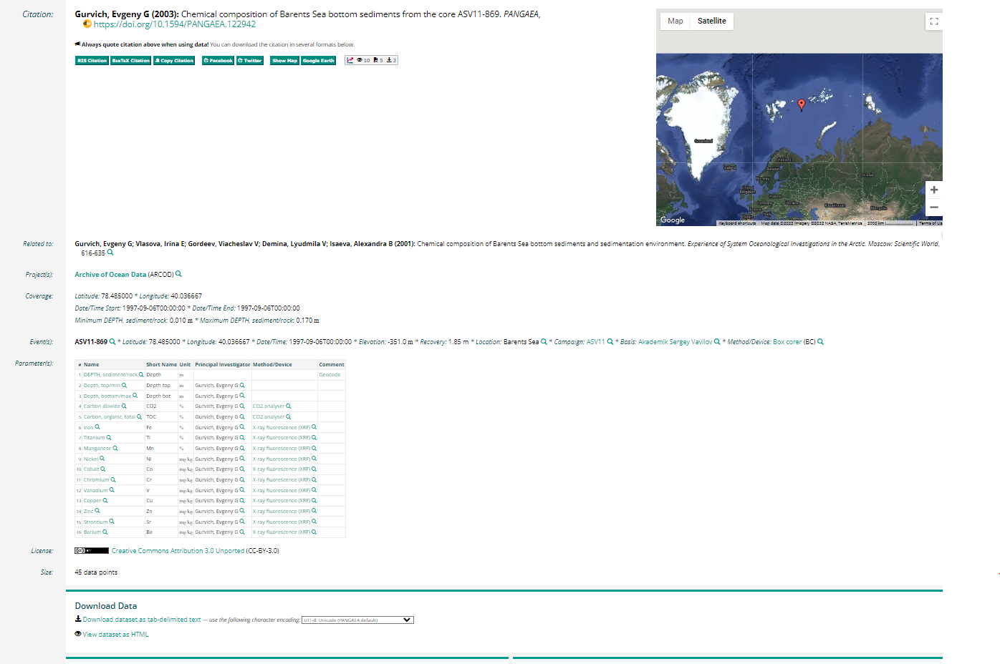 Citation:
Gurvich, Evgeny G (2003): Chemical composition of Barents Sea bottom sediments from the core ASV11-869. PANGAEA,
https://doi.org/10.1594/PANGAEA.122942
Always quote citation above when using data! You can download the citation in several formats below.
RIS Citation BibTeX Citation Copy Citation Facebook Twitter Show Map Google Earth 10 5 3
Map Satellite
Greenland
Iceland
Finland
Sweden
Norway
Russia
United Kingdom
Poland
Germany
Ukraine
France
Spain
Italy
Kazakhstan
Mongolia
Google
Keyboard shortcuts Map data ©2022 Imagery ©2022 NASA, TerraMetrics 2000 km Terms of Us
Related to:
Gurvich, Evgeny G; Vlasova, Irina E; Gordeev, Viacheslav V; Demina, Lyudmila V; Isaeva, Alexandra B (2001): Chemical composition of Barents Sea bottom sediments and sedimentation environment. Experience of System Oceanological Investigations in the Arctic. Moscow: Scientific World,
616-635
Project(s):
Archive of Ocean Data (ARCOD)
Coverage:
Latitude: 78.485000 * Longitude: 40.036667
Date/Time Start: 1997-09-06T00:00:00 * Date/Time End: 1997-09-06T00:00:00
Minimum DEPTH, sediment/rock: 0.010 m * Maximum DEPTH, sediment/rock: 0.170 m
Event(s):
ASV11-869 * Latitude: 78.485000 * Longitude: 40.036667 * Date/Time: 1997-09-06T00:00:00 * Elevation: -351.0 m * Recovery: 1.85 m * Location: Barents Sea * Campaign: ASV11 * Basis: Akademik Sergey Vavilov * Method/Device: Box corer (BC)
Parameter(s):
# Name Short Name Unit Principal Investigator Method/Device Comment
1 DEPTH, sediment/rock Depth m Geocode
2 Depth, top/min Depth top m Gurvich, Evgeny G
3 Depth, bottom/max Depth bot m Gurvich, Evgeny G
4 Carbon dioxide CO2 % Gurvich, Evgeny G CO2 analyser
5 Carbon, organic, total TOC % Gurvich, Evgeny G CO2 analyser
6 Iron Fe % Gurvich, Evgeny G X-ray fluorescence (XRF)
7 Titanium Ti % Gurvich, Evgeny G X-ray fluorescence (XRF)
8 Manganese Mn % Gurvich, Evgeny G X-ray fluorescence (XRF)
9 Nickel Ni mg/kg Gurvich, Evgeny G X-ray fluorescence (XRF)
10 Cobalt Co mg/kg Gurvich, Evgeny G X-ray fluorescence (XRF)
11 Chromium Cr mg/kg Gurvich, Evgeny G X-ray fluorescence (XRF)
12 Vanadium V mg/kg Gurvich, Evgeny G X-ray fluorescence (XRF)
13 Copper Cu mg/kg Gurvich, Evgeny G X-ray fluorescence (XRF)
14 Zinc Zn mg/kg Gurvich, Evgeny G X-ray fluorescence (XRF)
15 Strontium Sr mg/kg Gurvich, Evgeny G X-ray fluorescence (XRF)
16 Barium Ba mg/kg Gurvich, Evgeny G X-ray fluorescence (XRF)
License:
Creative Commons Attribution 3.0 Unported (CC-BY-3.0)
Size:
45 data points
Download Data
Download dataset as tab-delimited text — use the following character encoding: UTF-8: Unicode (PANGAEA default)
View dataset as HTML